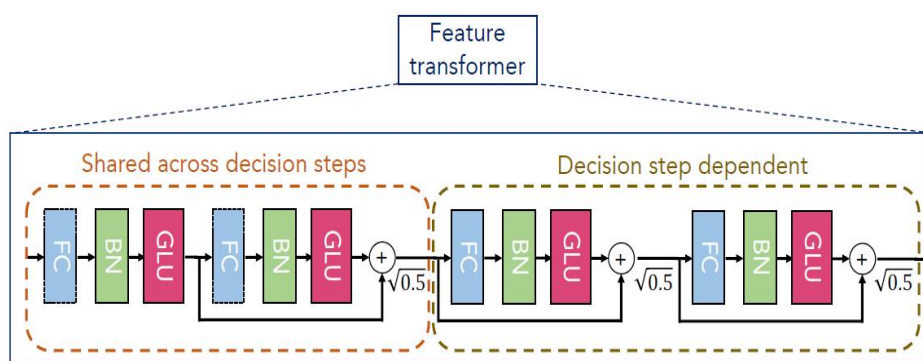 Feature
transformer
Shared across decision steps
Decision step dependent
FC
BN
GLU
FC
BN
GLU
+
√0.5
FC
BN
GLU
+
√0.5
FC
BN
GLU
+
√0.5